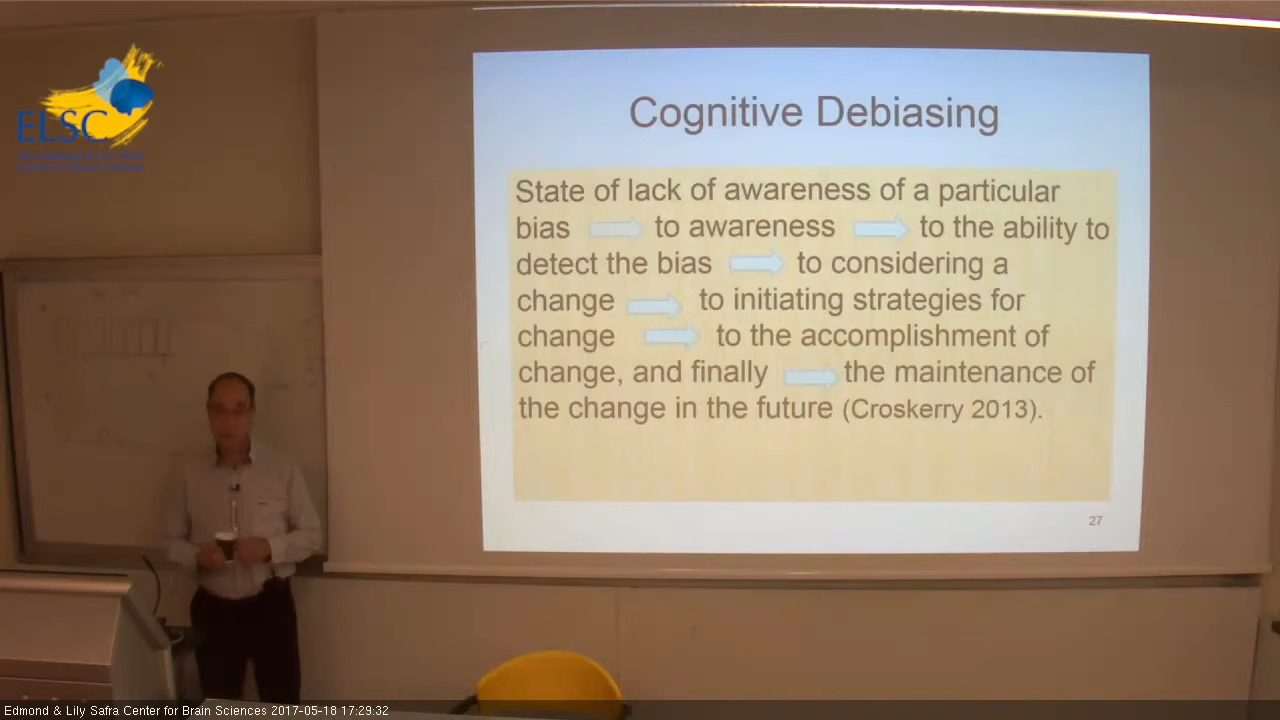 ELSC
Cognitive Debiasing
State of lack of awareness of a particular
bias to awareness to the ability to
detect the bias to considering a
change to initiating strategies for
change to the accomplishment of
change, and finally the maintenance of
the change in the future (Croskerry 2013).
27
Edmond & Lily Safra Center for Brain Sciences 2017-05-18 17:29:32